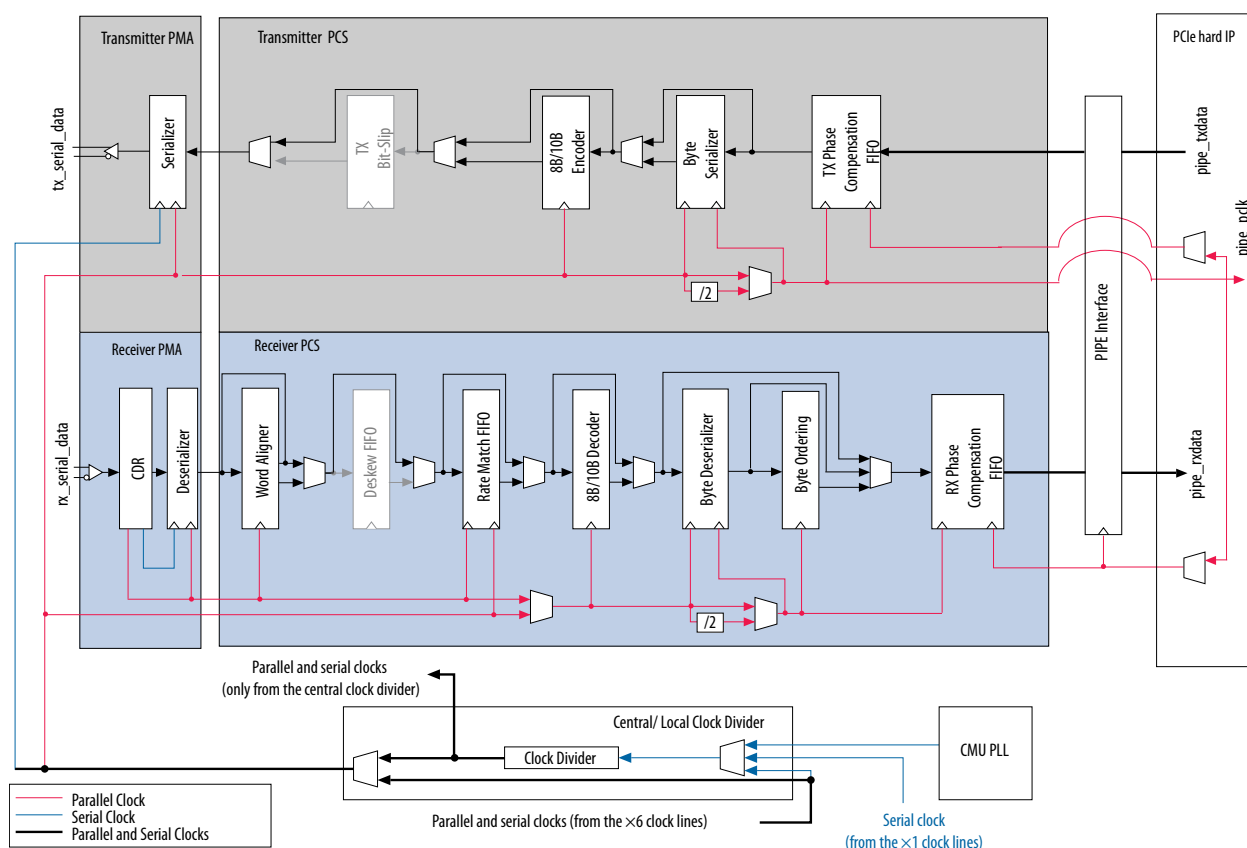 Transmitter PMA
Transmitter PCS
PCIe hard IP
tx_serial_data
Serializer
TX
Bit-Slip
8B/10B
Encoder
Byte
Serializer
TX Phase
Compensation
FIFO
pipe_txdata
pipe_pclk
/2
PIPE Interface
Receiver PMA
Receiver PCS
rx_serial_data
CDR
Deserializer
Word Aligner
Deskew FIFO
Rate Match FIFO
8B/10B Decoder
Byte Deserializer
Byte Ordering
RX Phase
Compensation
FIFO
pipe_rxdata
/2
Parallel and serial clocks
(only from the central clock divider)
Central/ Local Clock Divider
Clock Divider
CMU PLL
Parallel Clock
Serial Clock
Parallel and Serial Clocks
Parallel and serial clocks (from the ×6 clock lines)
Serial clock
(from the ×1 clock lines)